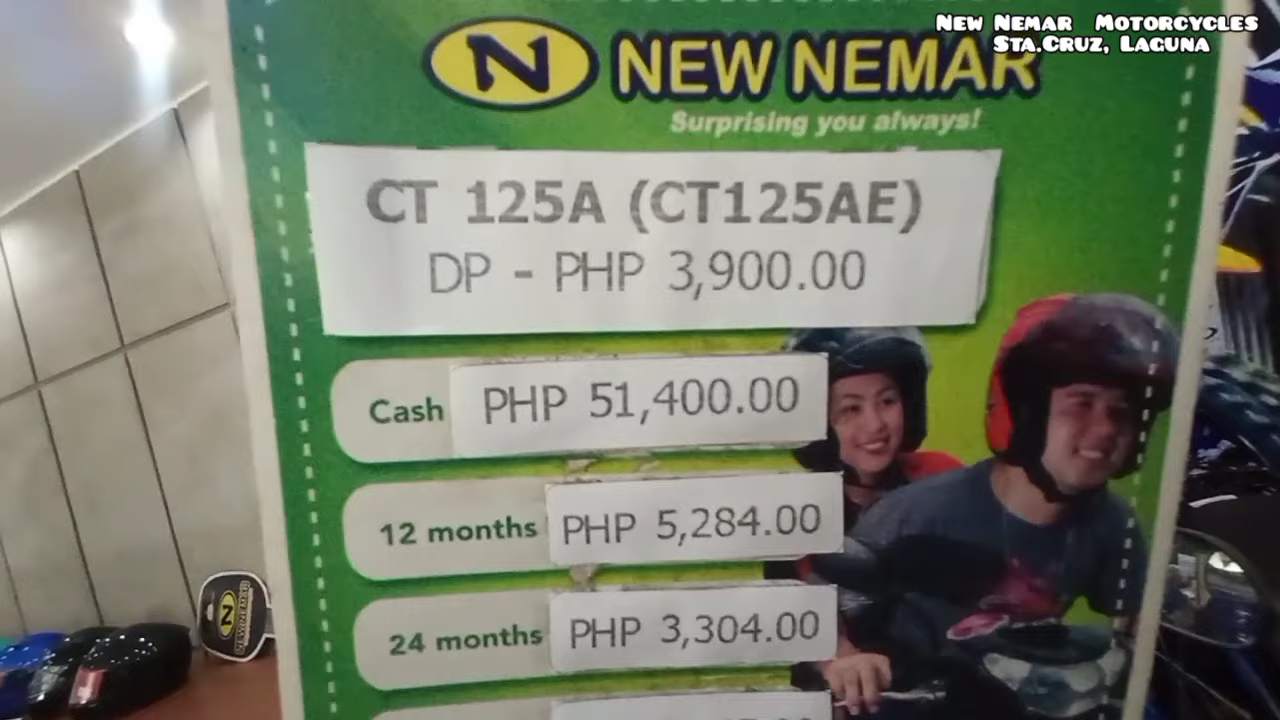 New Nemar Motorcycles
Sta.Cruz, Laguna
N NEW NEMAR
Surprising you always!
CT 125A (CT125AE)
DP - PHP 3,900.00
Cash PHP 51,400.00
12 months PHP 5,284.00
24 months PHP 3,304.00
N